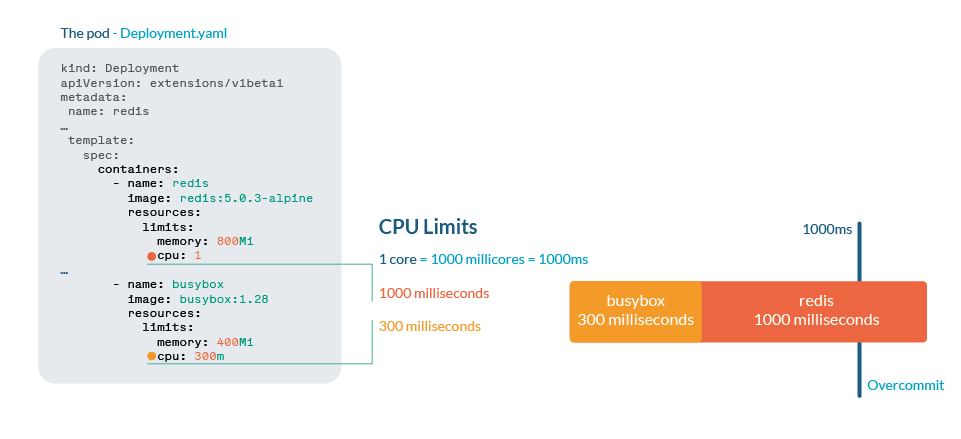 The pod - Deployment.yaml
kind: Deployment
apiVersion: extensions/v1beta1
metadata:
 name: redis
…
 template:
   spec:
     containers:
       - name: redis
         image: redis:5.0.3-alpine
         resources:
           limits:
             memory: 800Mi
             cpu: 1
…
       - name: busybox
         image: busybox:1.28
         resources:
           limits:
             memory: 400Mi
             cpu: 300m
CPU Limits
1 core = 1000 millicores = 1000ms
1000 milliseconds
300 milliseconds
1000ms
busybox
300 milliseconds
redis
1000 milliseconds
Overcommit